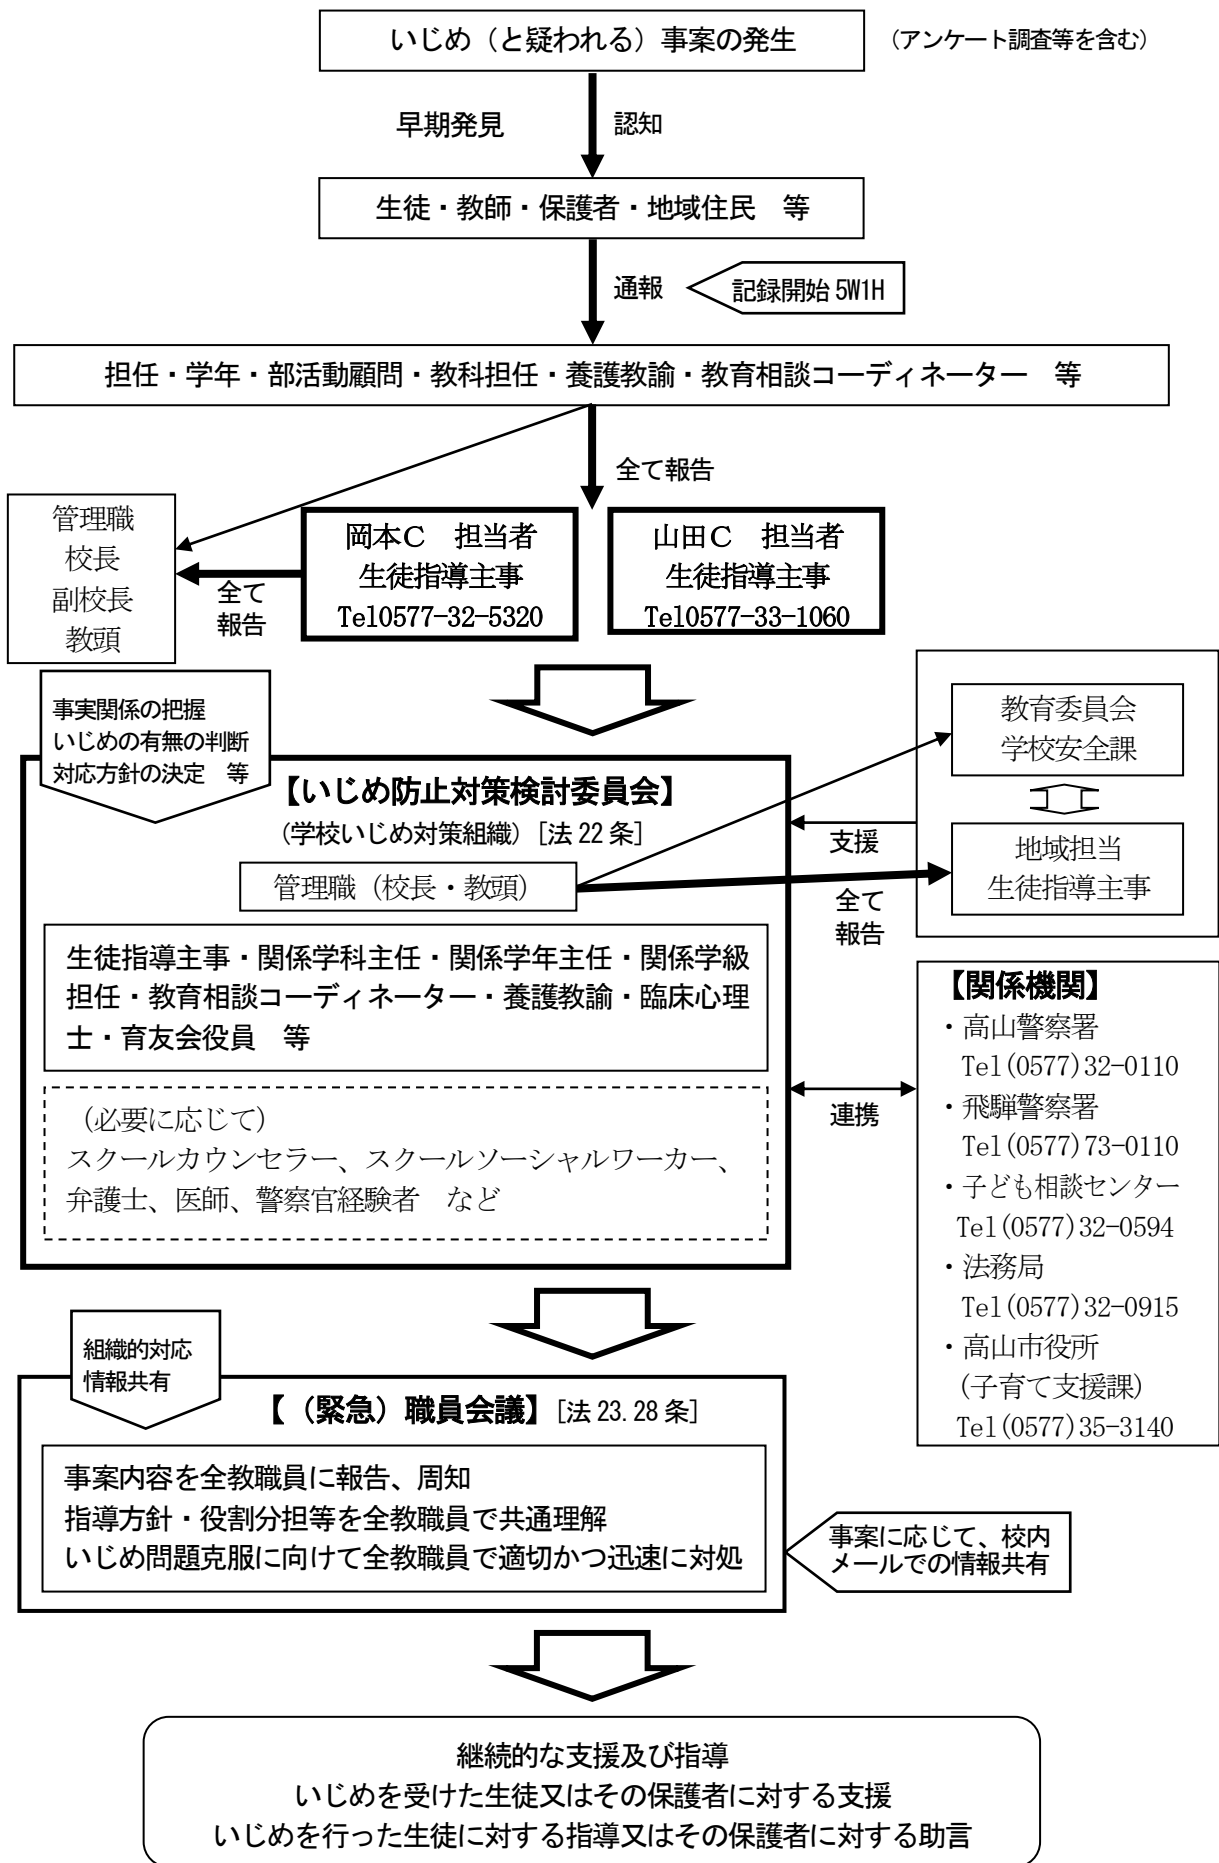 いじめ（と疑われる）事案の発生
（アンケート調査等を含む）
早期発見
認知
生徒・教師・保護者・地域住民　等
通報
記録開始 5W1H
担任・学年・部活動顧問・教科担任・養護教諭・教育相談コーディネーター　等
全て報告
管理職
校長
副校長
教頭
全て
報告
岡本Ｃ　担当者
生徒指導主事
Tel0577-32-5320
山田Ｃ　担当者
生徒指導主事
Tel0577-33-1060
事実関係の把握
いじめの有無の判断
対応方針の決定　等
【いじめ防止対策検討委員会】
（学校いじめ対策組織）［法 22 条］
管理職（校長・教頭）
教育委員会
学校安全課
支援
地域担当
生徒指導主事
全て
報告
生徒指導主事・関係学科主任・関係学年主任・関係学級
担任・教育相談コーディネーター・養護教諭・臨床心理
士・育友会役員　等
（必要に応じて）
スクールカウンセラー、スクールソーシャルワーカー、
弁護士、医師、警察官経験者　など
連携
【関係機関】
・高山警察署
Tel(0577)32-0110
・飛騨警察署
Tel(0577)73-0110
・子ども相談センター
Tel(0577)32-0594
・法務局
Tel(0577)32-0915
・高山市役所
（子育て支援課）
Tel(0577)35-3140
組織的対応
情報共有
【（緊急）職員会議】［法 23.28 条］
事案内容を全教職員に報告、周知
指導方針・役割分担等を全教職員で共通理解
いじめ問題克服に向けて全教職員で適切かつ迅速に対処
事案に応じて、校内
メールでの情報共有
継続的な支援及び指導
いじめを受けた生徒又はその保護者に対する支援
いじめを行った生徒に対する指導又はその保護者に対する助言